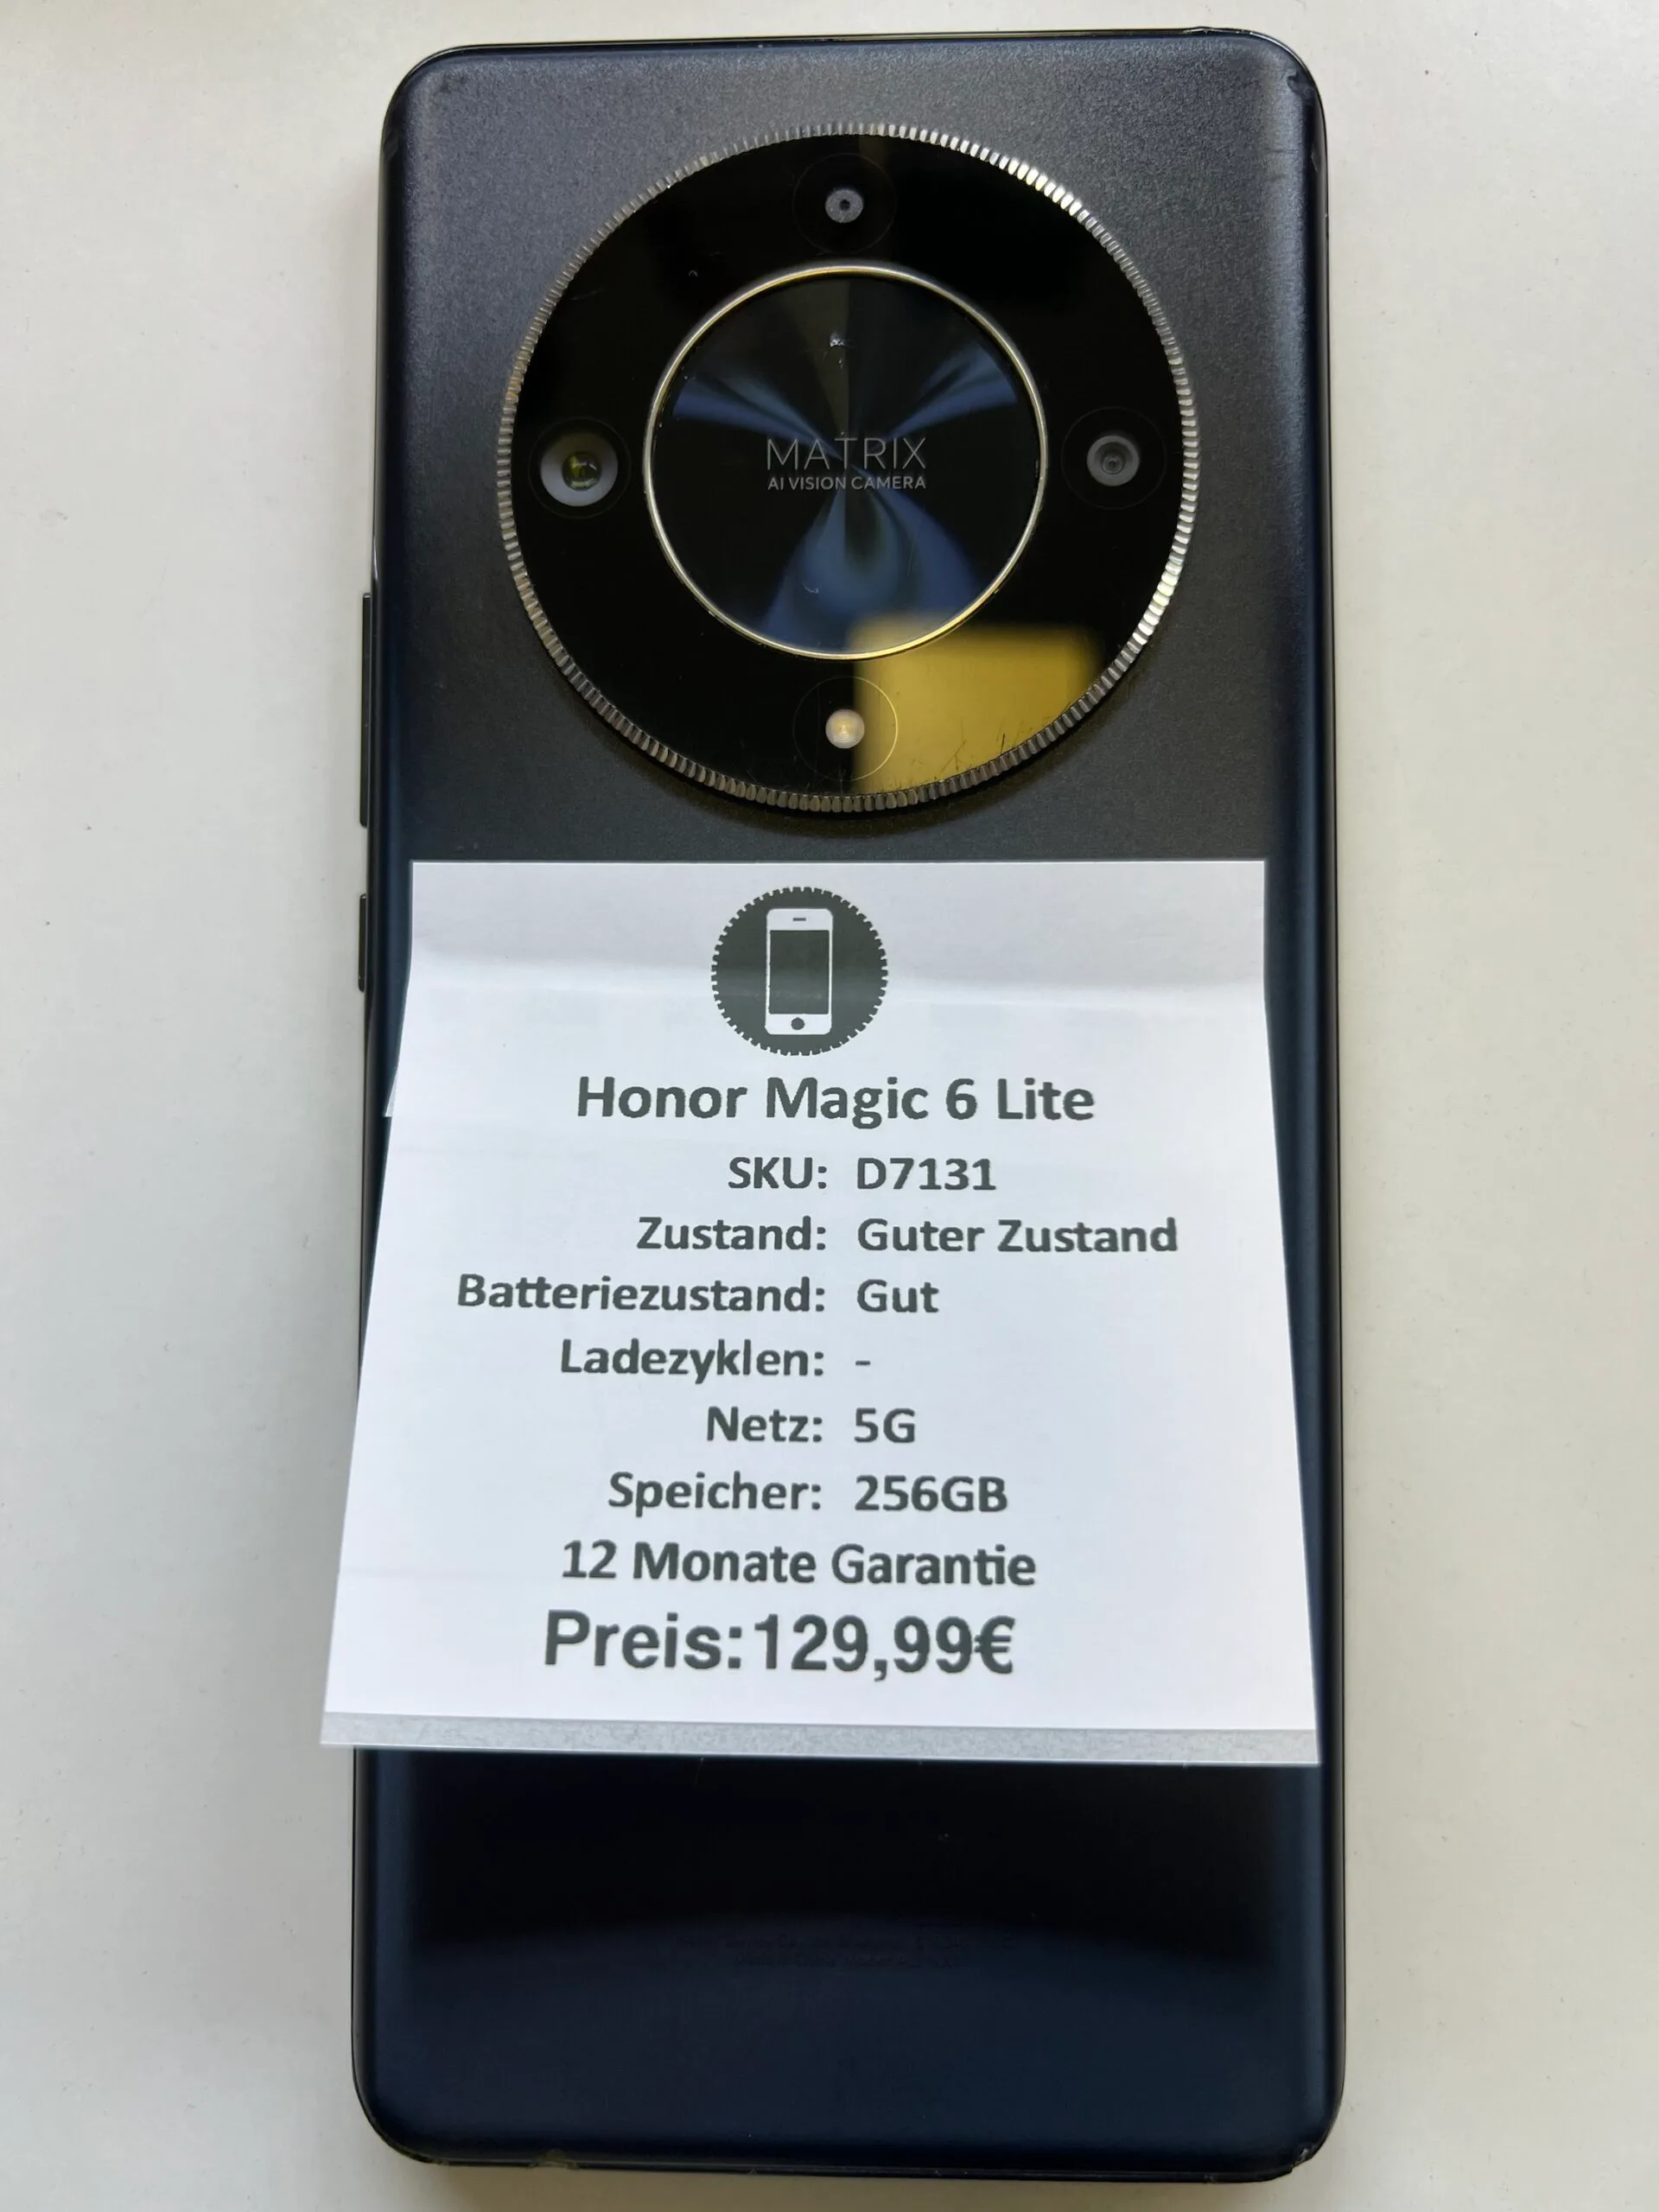 MATRIX
AI VISION CAMERA
Honor Magic 6 Lite
SKU: D7131
Zustand: Guter Zustand
Batteriezustand: Gut
Ladezyklen: -
Netz: 5G
Speicher: 256GB
12 Monate Garantie
Preis:129,99€